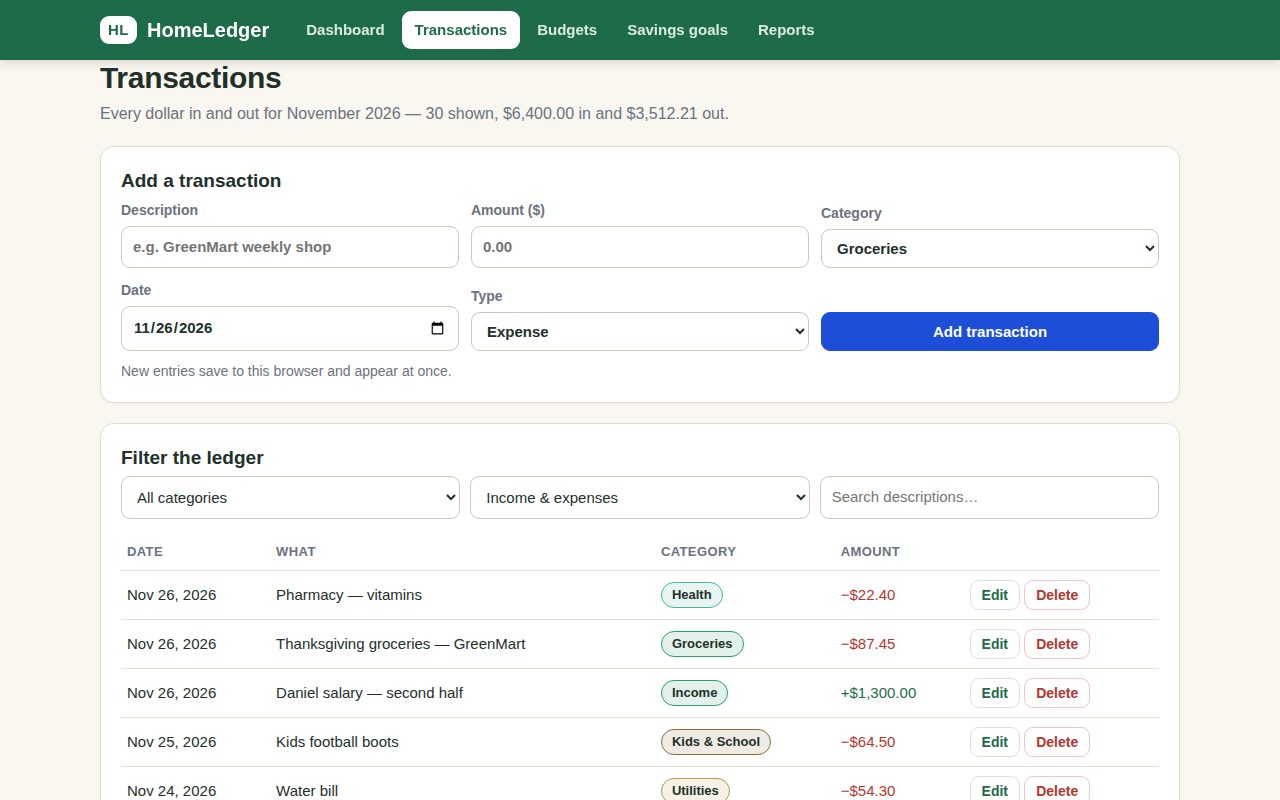 HL HomeLedger Dashboard Transactions Budgets Savings goals Reports
Transactions
Every dollar in and out for November 2026 — 30 shown, $6,400.00 in and $3,512.21 out.
Add a transaction
Description Amount ($) Category
e.g. GreenMart weekly shop 0.00 Groceries
Date Type
11/26/2026 Expense Add transaction
New entries save to this browser and appear at once.
Filter the ledger
All categories Income & expenses Search descriptions…
DATE WHAT CATEGORY AMOUNT
Nov 26, 2026 Pharmacy — vitamins Health −$22.40 Edit Delete
Nov 26, 2026 Thanksgiving groceries — GreenMart Groceries −$87.45 Edit Delete
Nov 26, 2026 Daniel salary — second half Income +$1,300.00 Edit Delete
Nov 25, 2026 Kids football boots Kids & School −$64.50 Edit Delete
Nov 24, 2026 Water bill Utilities −$54.30 Edit Delete